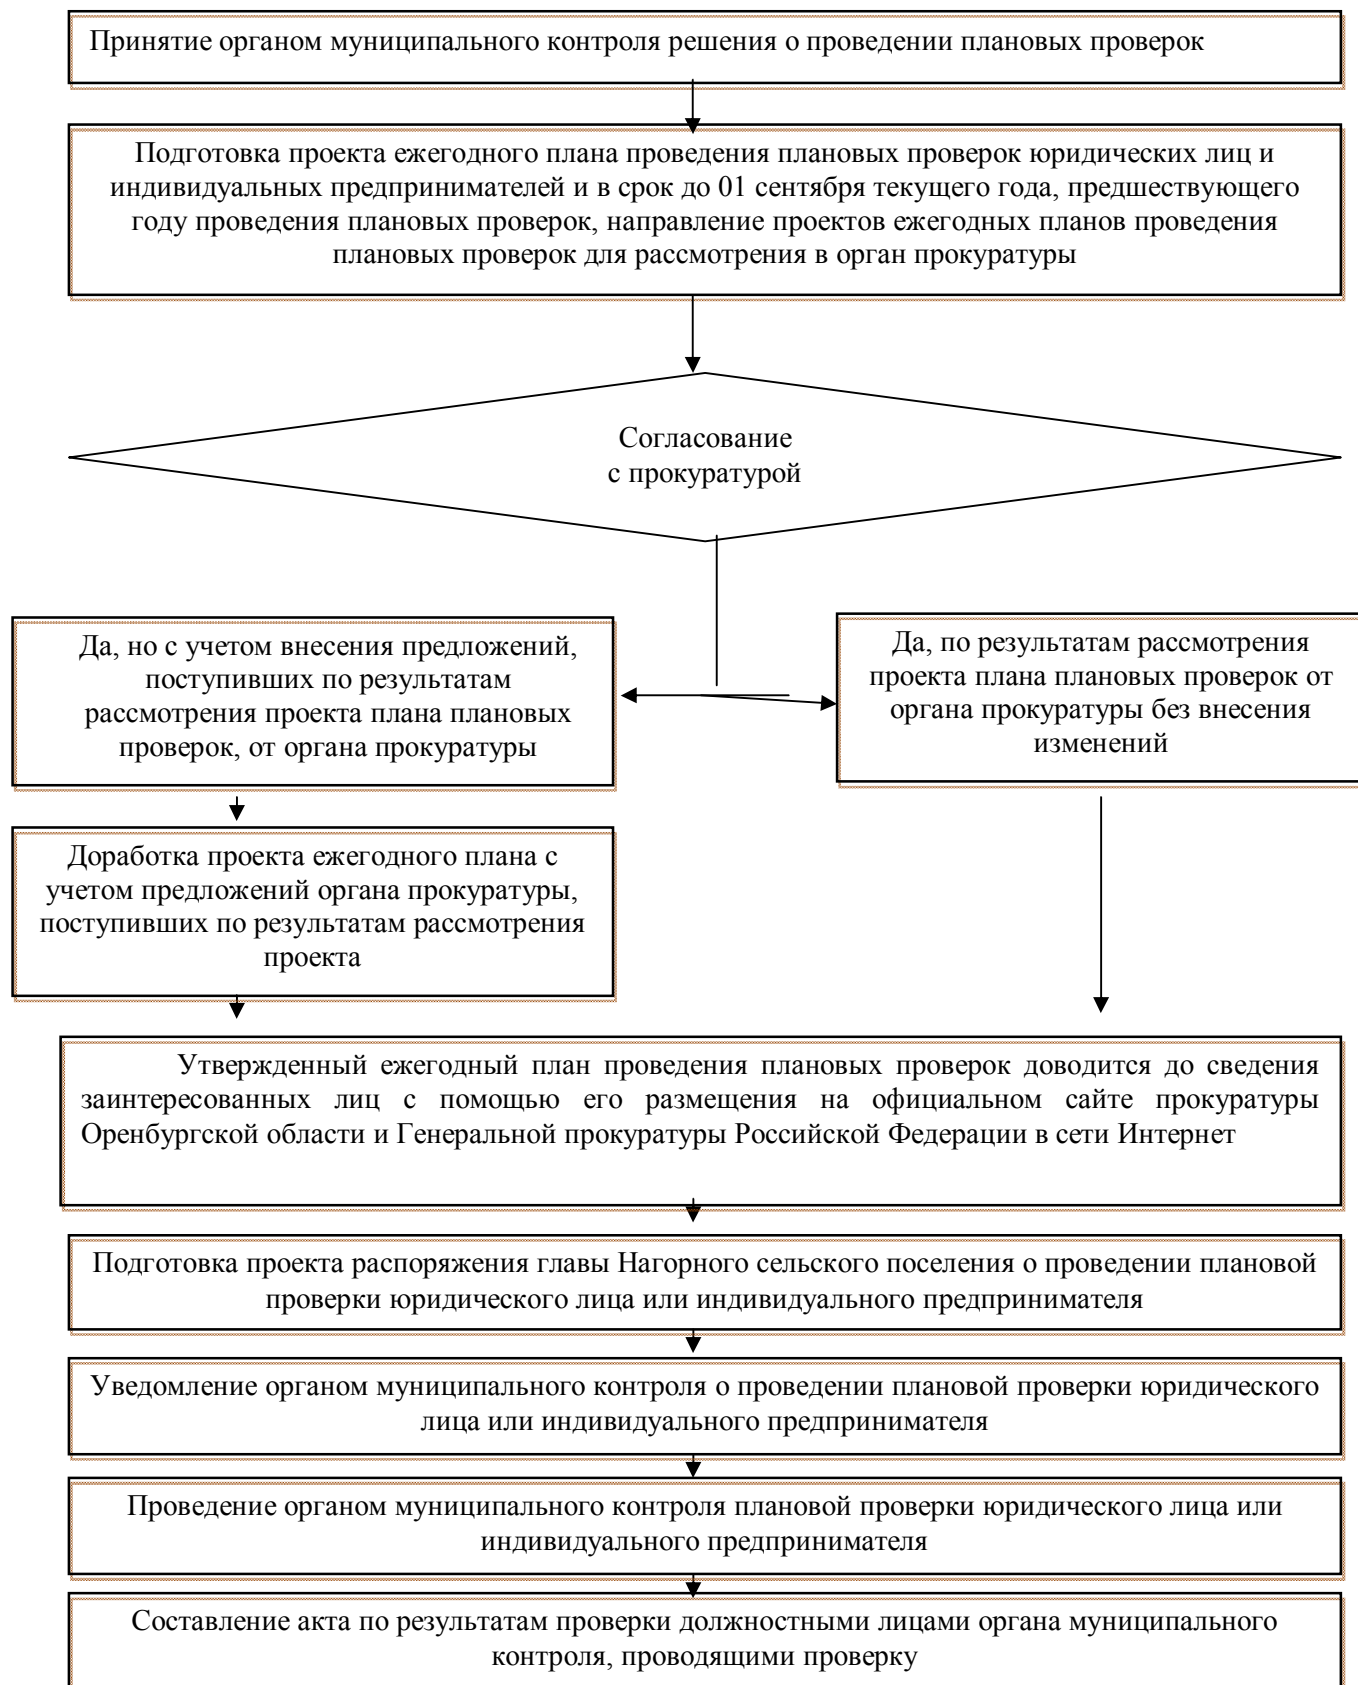 Принятие органом муниципального контроля решения о проведении плановых проверок
Подготовка проекта ежегодного плана проведения плановых проверок юридических лиц и
индивидуальных предпринимателей и в срок до 01 сентября текущего года, предшествующего
году проведения плановых проверок, направление проектов ежегодных планов проведения
плановых проверок для рассмотрения в орган прокуратуры
Согласование
с прокуратурой
Да, но с учетом внесения предложений,
поступивших по результатам
рассмотрения проекта плана плановых
проверок, от органа прокуратуры
Да, по результатам рассмотрения
проекта плана плановых проверок от
органа прокуратуры без внесения
изменений
Доработка проекта ежегодного плана с
учетом предложений органа прокуратуры,
поступивших по результатам рассмотрения
проекта
Утвержденный ежегодный план проведения плановых проверок доводится до сведения
заинтересованных лиц с помощью его размещения на официальном сайте прокуратуры
Оренбургской области и Генеральной прокуратуры Российской Федерации в сети Интернет
Подготовка проекта распоряжения главы Нагорного сельского поселения о проведении плановой
проверки юридического лица или индивидуального предпринимателя
Уведомление органом муниципального контроля о проведении плановой проверки юридического
лица или индивидуального предпринимателя
Проведение органом муниципального контроля плановой проверки юридического лица или
индивидуального предпринимателя
Составление акта по результатам проверки должностными лицами органа муниципального
контроля, проводящими проверку